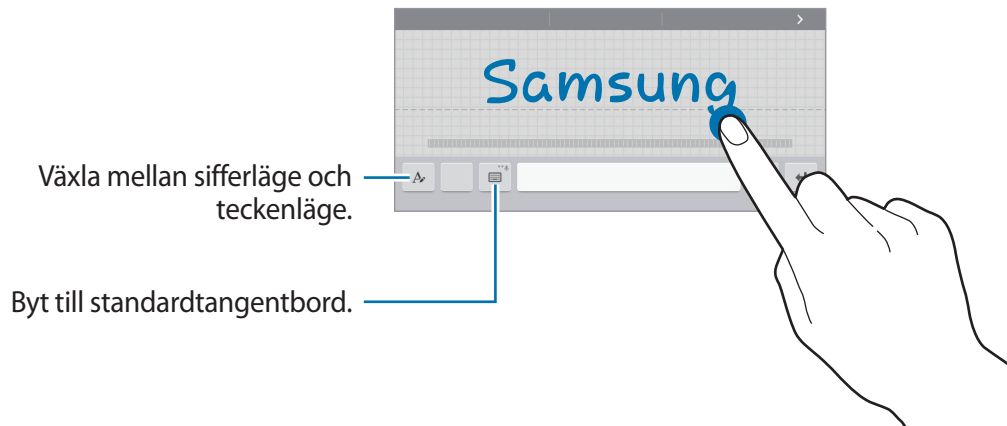 Samsung
Växla mellan sifferläge och
teckenläge.
Byt till standardtangentbord.